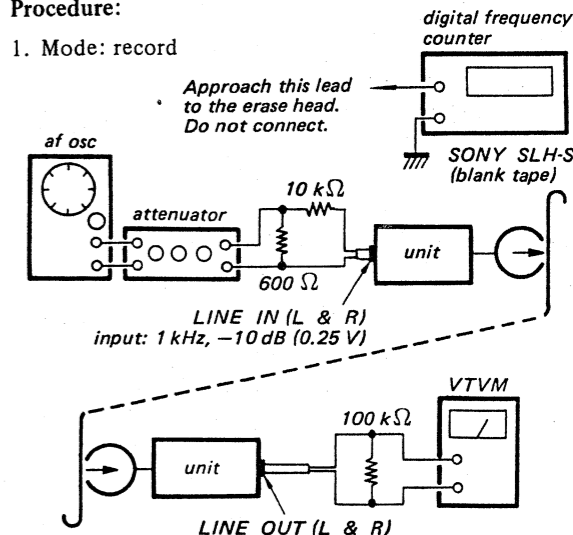 Procedure:
1. Mode: record
digital frequency
counter
Approach this lead
to the erase head.
Do not connect.
SONY SLH-S
(blank tape)
af osc
attenuator
10 kΩ
600 Ω
unit
LINE IN (L & R)
input: 1 kHz, −10 dB (0.25 V)
VTVM
100 kΩ
unit
LINE OUT (L & R)